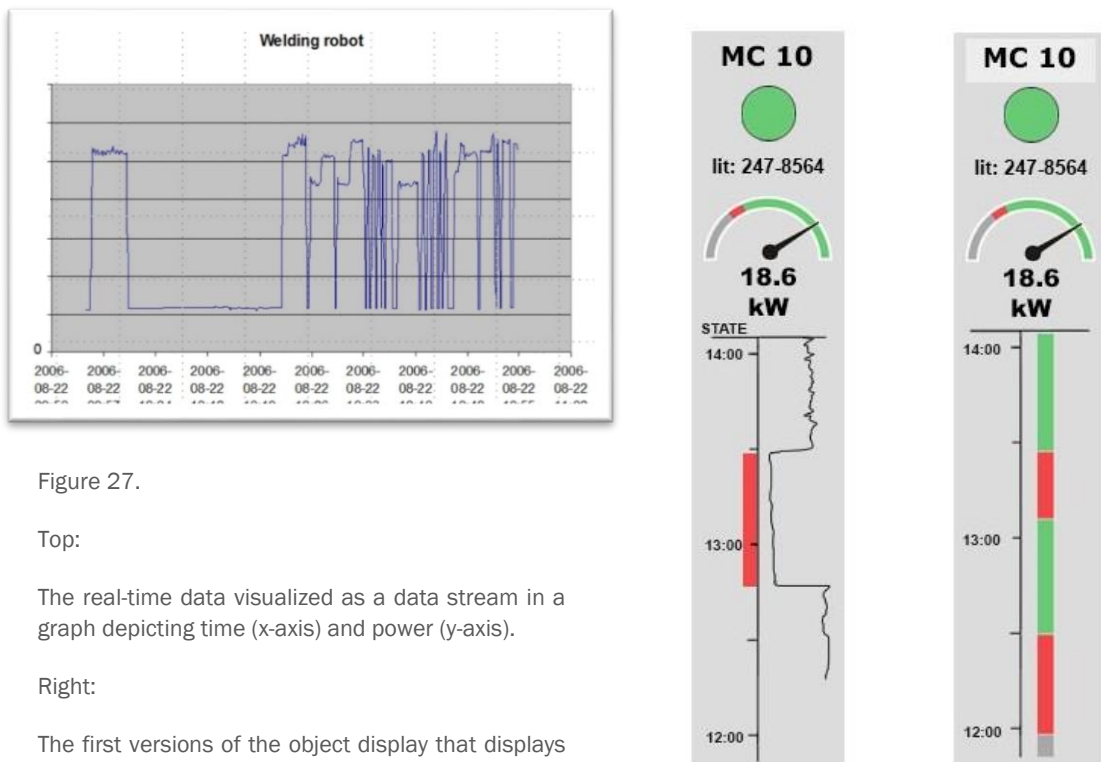 Welding robot
0
2006- 2006- 2006- 2006- 2006- 2006- 2006- 2006- 2006- 2006-
08-22 08-22 08-22 08-22 08-22 08-22 08-22 08-22 08-22 08-22
Figure 27.
Top:
The real-time data visualized as a data stream in a
graph depicting time (x-axis) and power (y-axis).
Right:
The first versions of the object display that displays
MC 10
lit: 247-8564
18.6
kW
STATE
14:00
13:00
12:00
MC 10
lit: 247-8564
18.6
kW
14:00
13:00
12:00